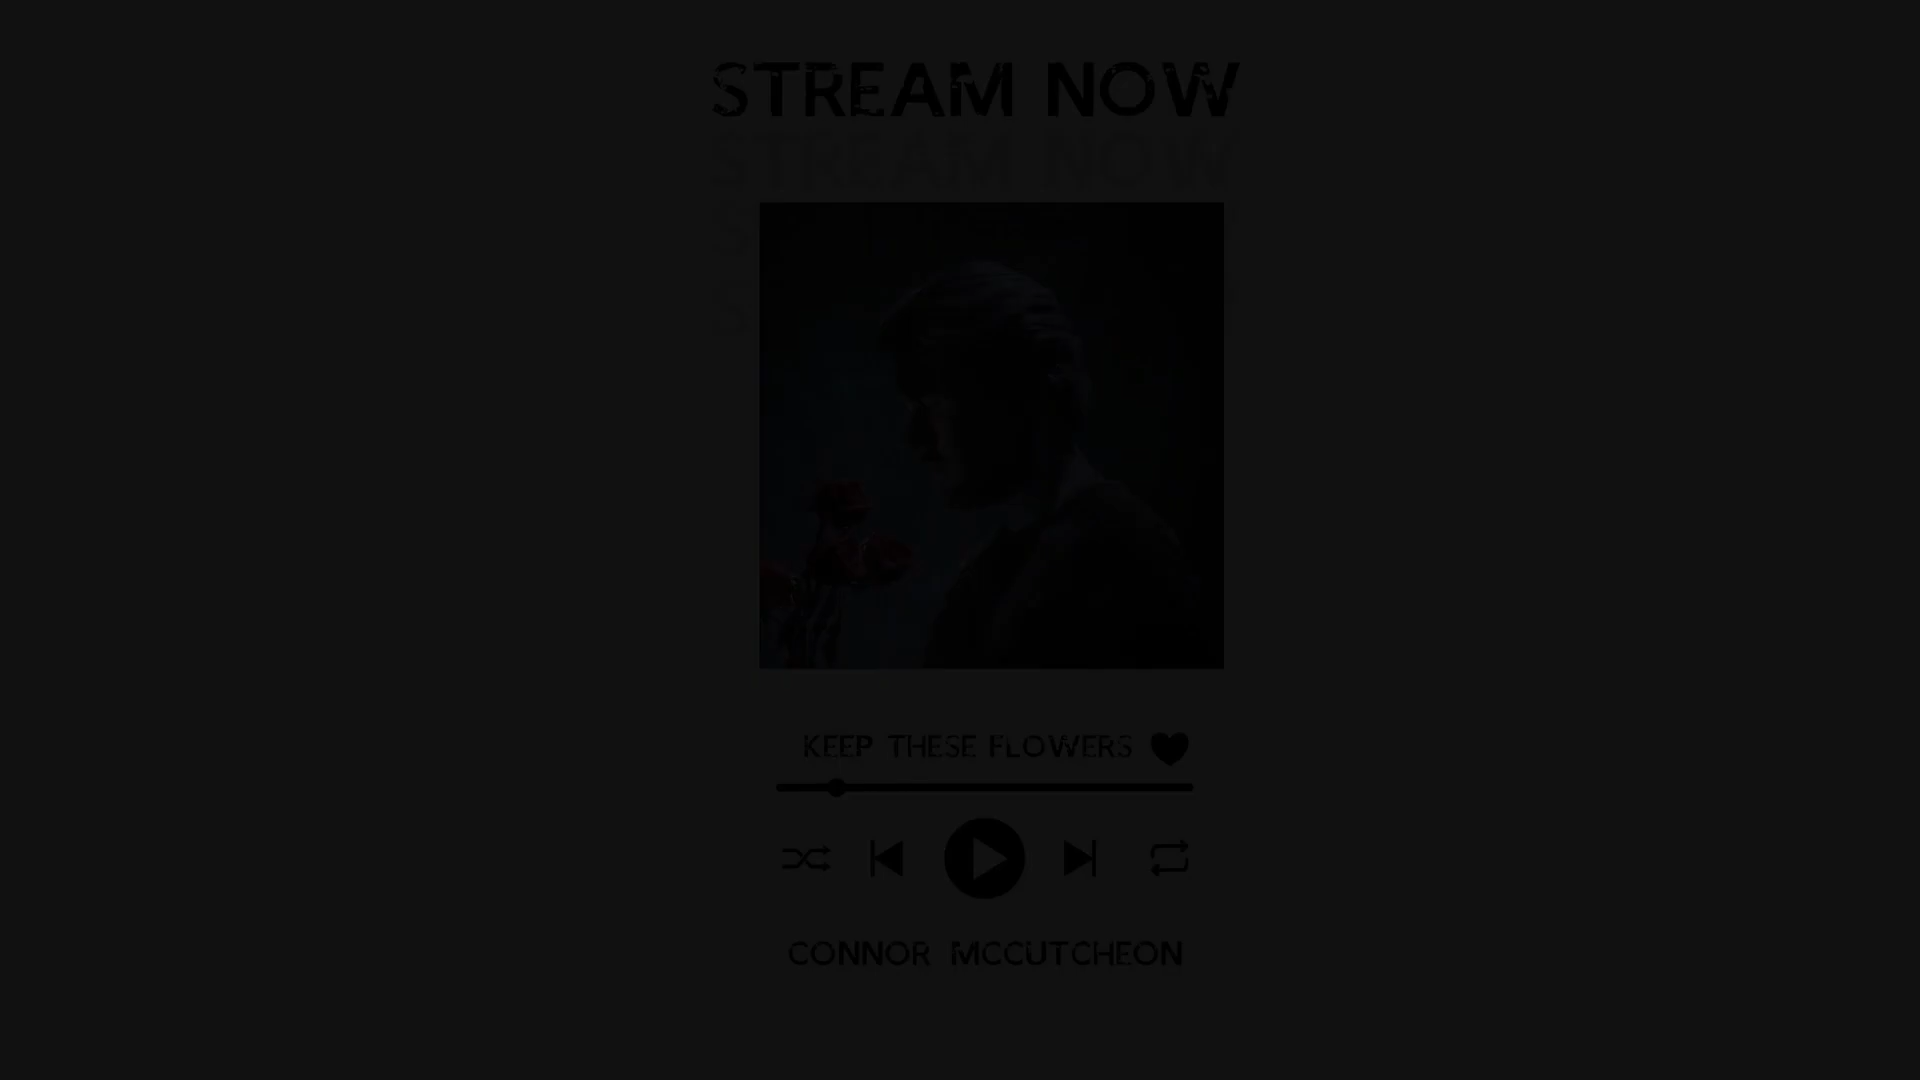 STREAM NOW
STREAM NOW
KEEP THESE FLOWERS
CONNOR MCCUTCHEON